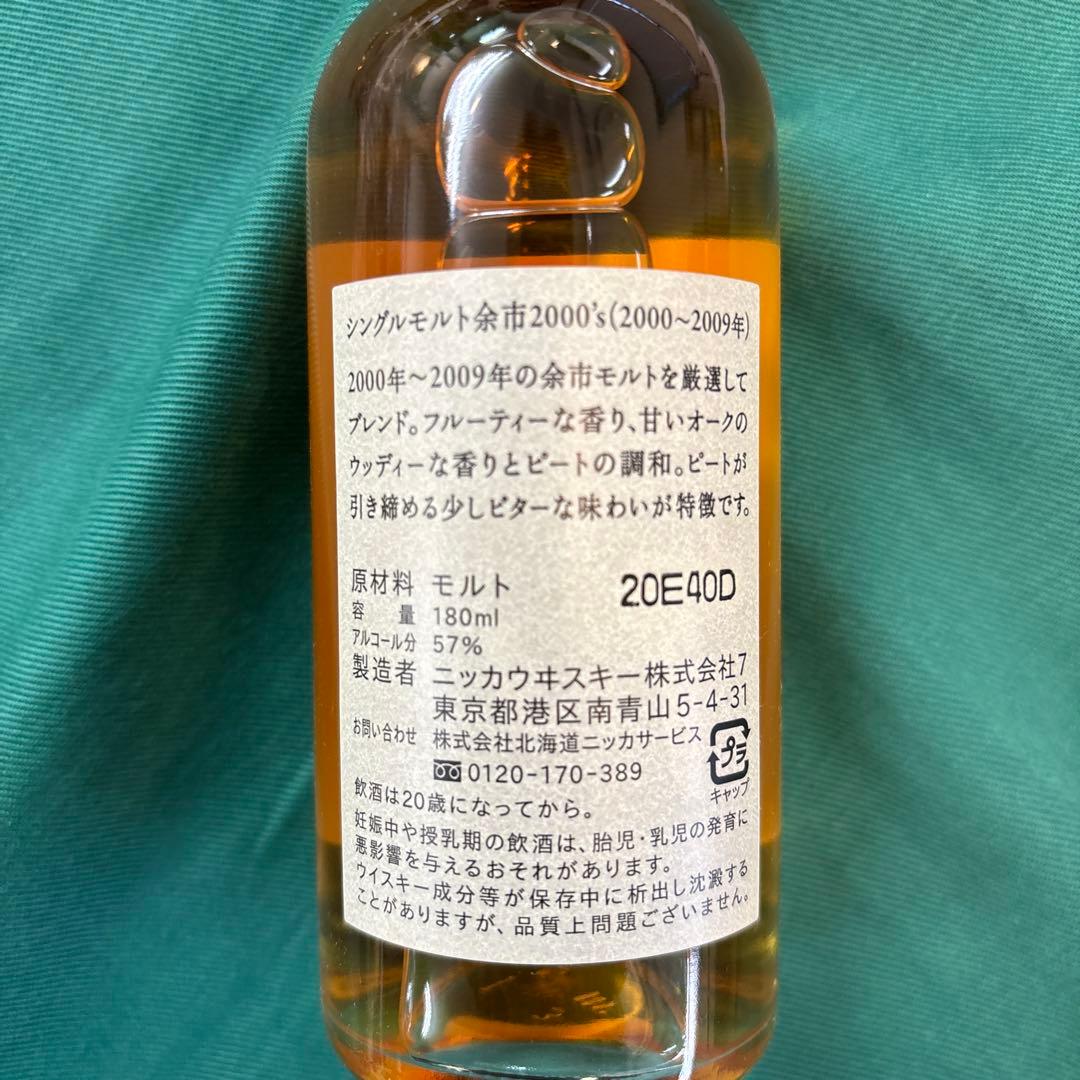 シングルモルト余市2000's(2000～2009年)
2000年～2009年の余市モルトを厳選して
ブレンド。フルーティーな香り、甘いオークの
ウッディーな香りとピートの調和。ピートが
引き締める少しビターな味わいが特徴です。
原材料 モルト 20E40D
容量 180ml
アルコール分 57%
製造者 ニッカウヰスキー株式会社7
東京都港区南青山5-4-31
お問い合わせ 株式会社北海道ニッカサービス
0120-170-389
プラ
キャップ
飲酒は20歳になってから。
妊娠中や授乳期の飲酒は、胎児・乳児の発育に
悪影響を与えるおそれがあります。
ウイスキー成分等が保存中に析出し沈澱する
ことがありますが、品質上問題ございません。